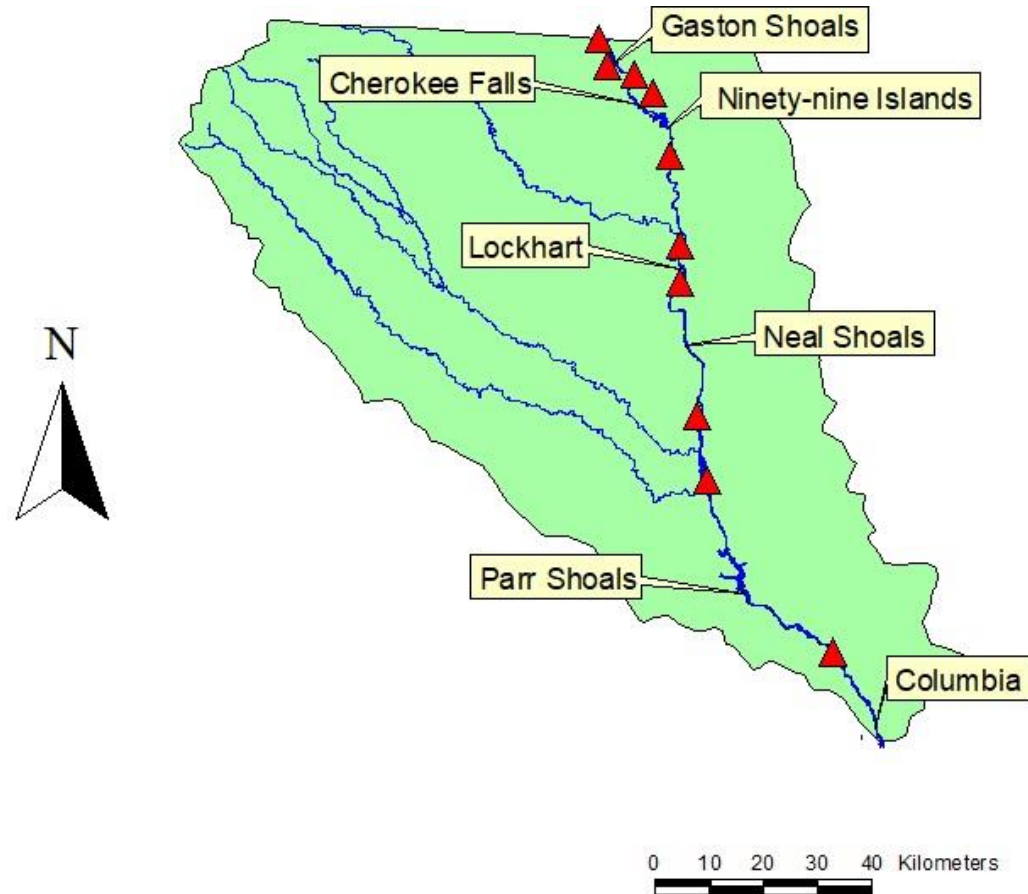 Gaston Shoals
Cherokee Falls
Ninety-nine Islands
Lockhart
N
Neal Shoals
Parr Shoals
Columbia
0 10 20 30 40 Kilometers